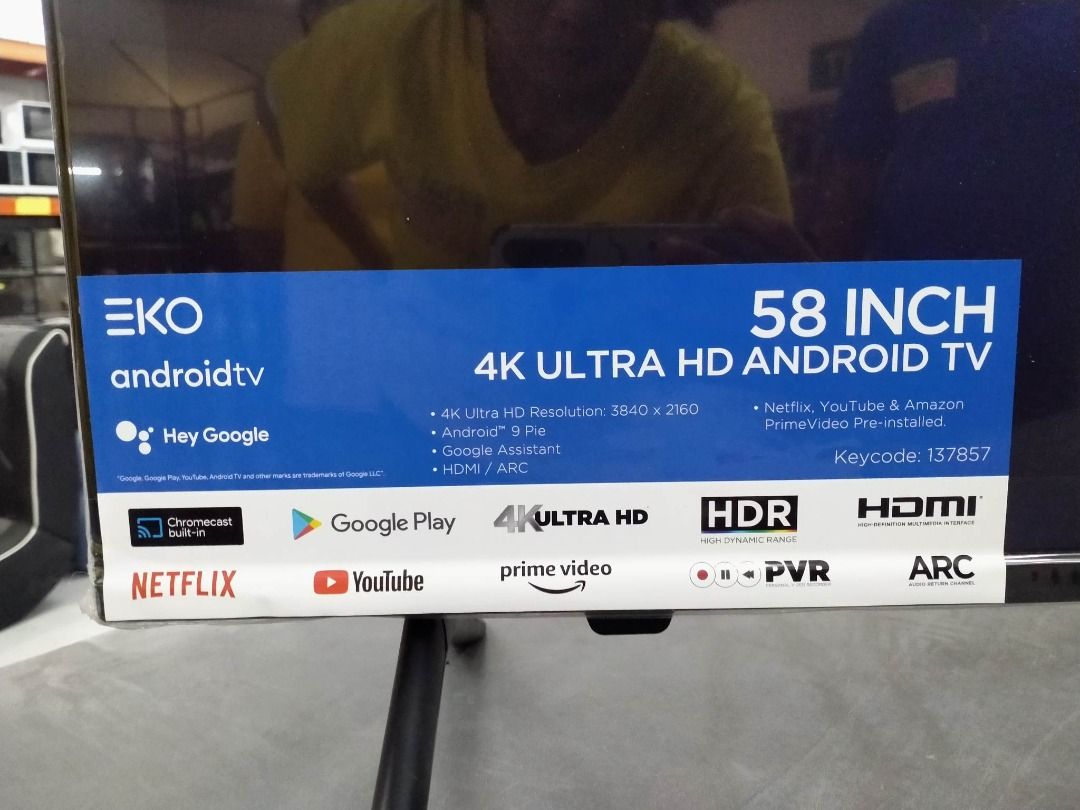 EKO
androidtv
Hey Google
"Google, Google Play, YouTube, Android TV and other marks are trademarks of Google LLC".
58 INCH
4K ULTRA HD ANDROID TV
• 4K Ultra HD Resolution: 3840 x 2160
• Android™ 9 Pie
• Google Assistant
• HDMI / ARC
• Netflix, YouTube & Amazon
PrimeVideo Pre-installed.
Keycode: 137857
Chromecast
built-in
Google Play
4K ULTRA HD
HDR
HIGH DYNAMIC RANGE
HDMI
HIGH-DEFINITION MULTIMEDIA INTERFACE
NETFLIX
YouTube
prime video
PVR
PERSONAL VIDEO RECORDER
ARC
AUDIO RETURN CHANNEL